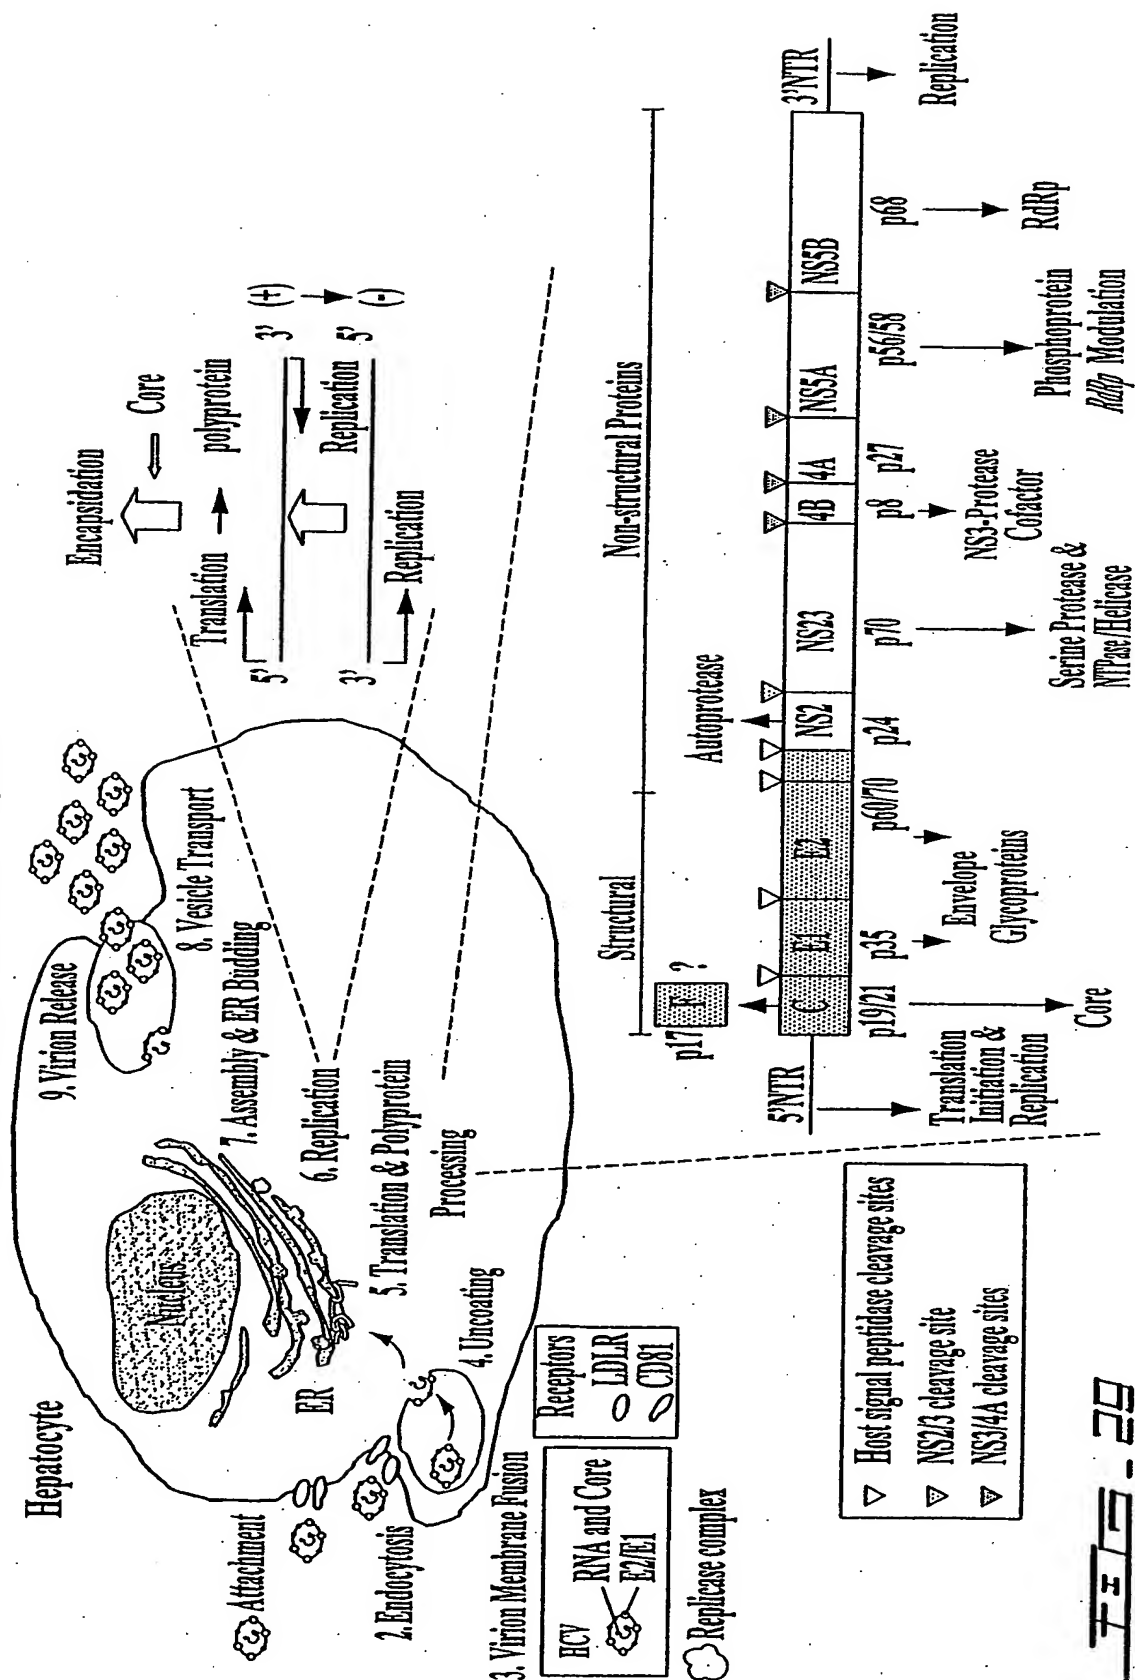 Hepatocyte
Attachment
2. Endocytosis
3. Virion Membrane Fusion
4. Uncoating
5. Translation & Polyprotein
Processing
6. Replication
7. Assembly & ER Budding
8. Vesicle Transport
9. Virion Release
Nucleus
ER
HCV
RNA and Core
E2/E1
Receptors
LDLR
CD81
Replicase complex
Encapsidation
Core
Translation
polyprotein
5'
3'
(+)
Replication
3'
5'
(-)
Replication
Structural
Non-structural Proteins
p17
F
?
Autoprotease
5'NTR
C
E1
E2
NS2
NS23
4B
4A
NS5A
NS5B
3'NTR
p19/21
p35
p60/70
p24
p70
p8
p27
p56/58
p68
Translation
Initiation &
Replication
Core
Envelope
Glycoproteins
Serine Protease &
NTPase/Helicase
NS3-Protease
Cofactor
Phosphoprotein
RdRp Modulation
RdRp
Replication
Host signal peptidase cleavage sites
NS2/3 cleavage site
NS3/4A cleavage sites
FIG-29